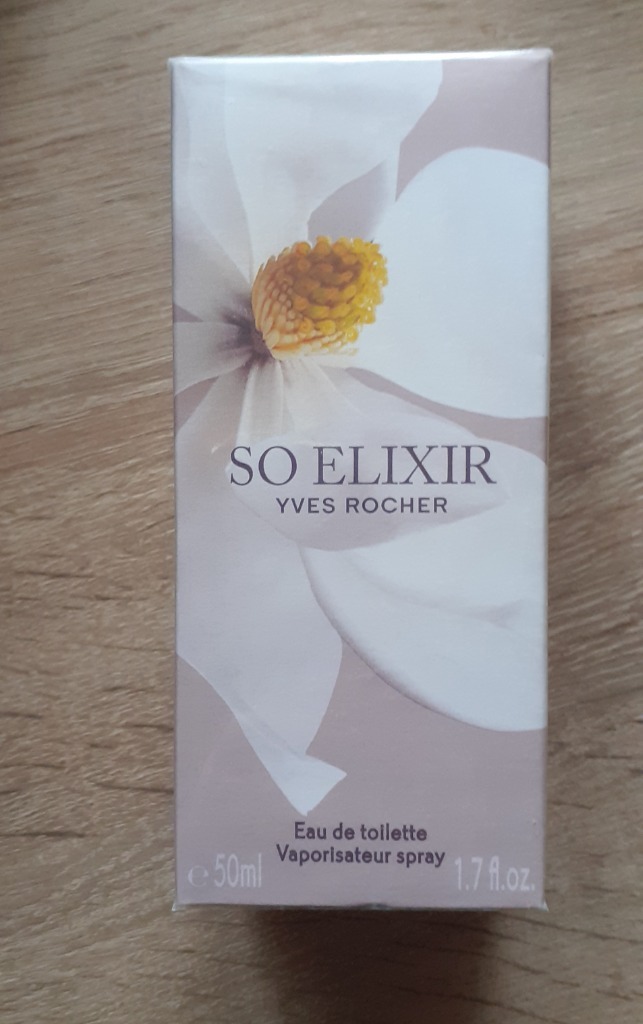 SO ELIXIR
YVES ROCHER
Eau de toilette
Vaporisateur spray
℮ 50ml
1.7 fl.oz.